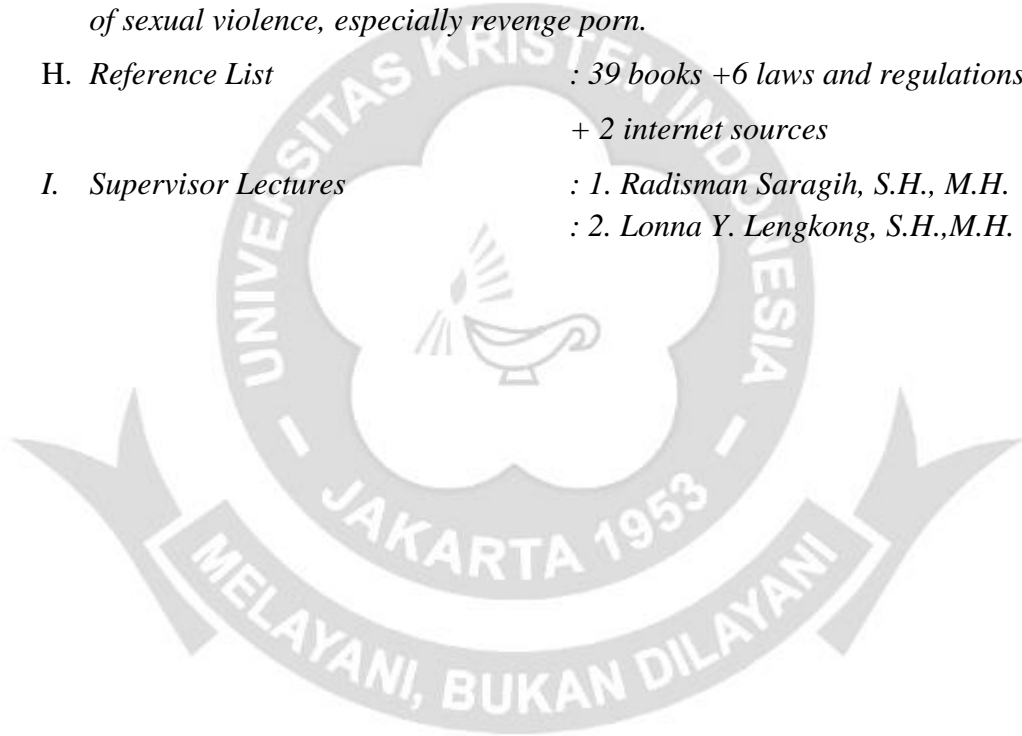 of sexual violence, especially revenge porn.
H. Reference List : 39 books +6 laws and regulations
+ 2 internet sources
I. Supervisor Lectures : 1. Radisman Saragih, S.H., M.H.
: 2. Lonna Y. Lengkong, S.H.,M.H.
UNIVERSITAS KRISTEN INDONESIA
- JAKARTA 1953 -
MELAYANI, BUKAN DILAYANI